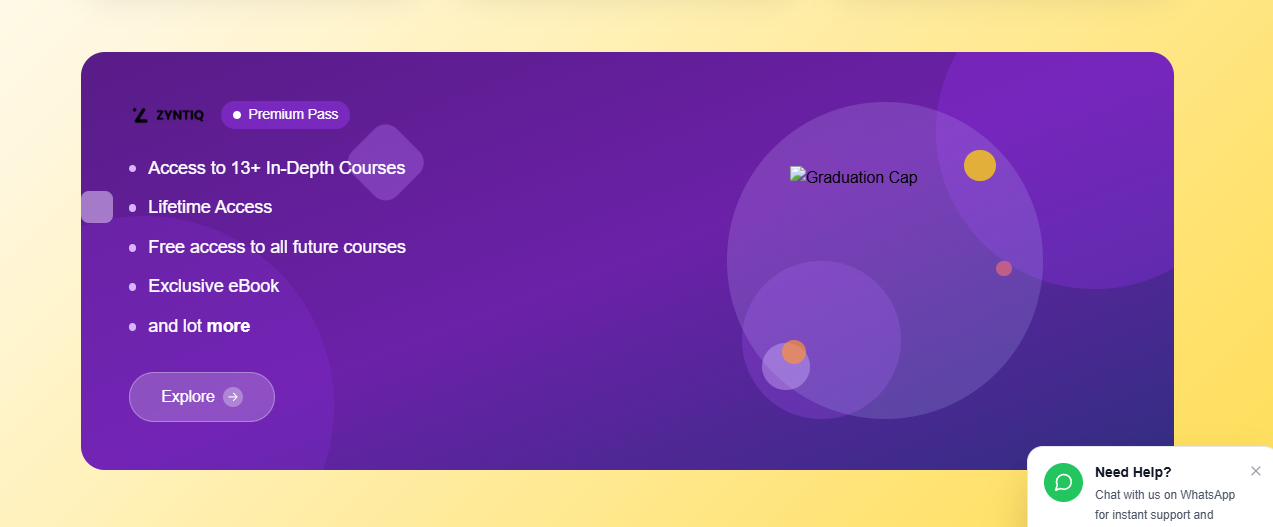 ZYNTIQ
Premium Pass
Access to 13+ In-Depth Courses
Lifetime Access
Free access to all future courses
Exclusive eBook
and lot more
Explore
Graduation Cap
Need Help?
Chat with us on WhatsApp
for instant support and